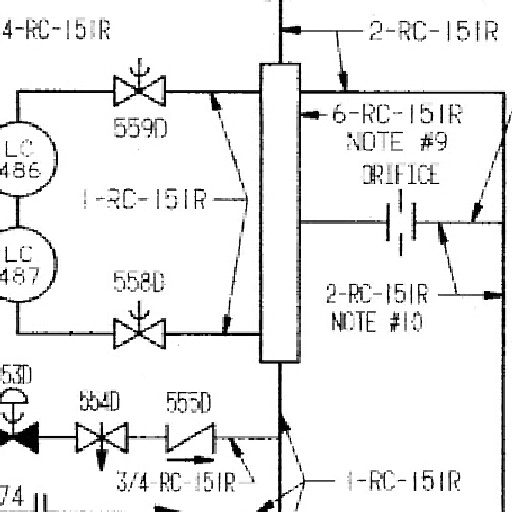 4-RC-151R
2-RC-151R
559D
6-RC-151R
NOTE #9
LC
486
ORIFICE
1-RC-151R
LC
487
558D
2-RC-151R
NOTE #10
53D
554D
555D
3/4-RC-151R
1-RC-151R
74